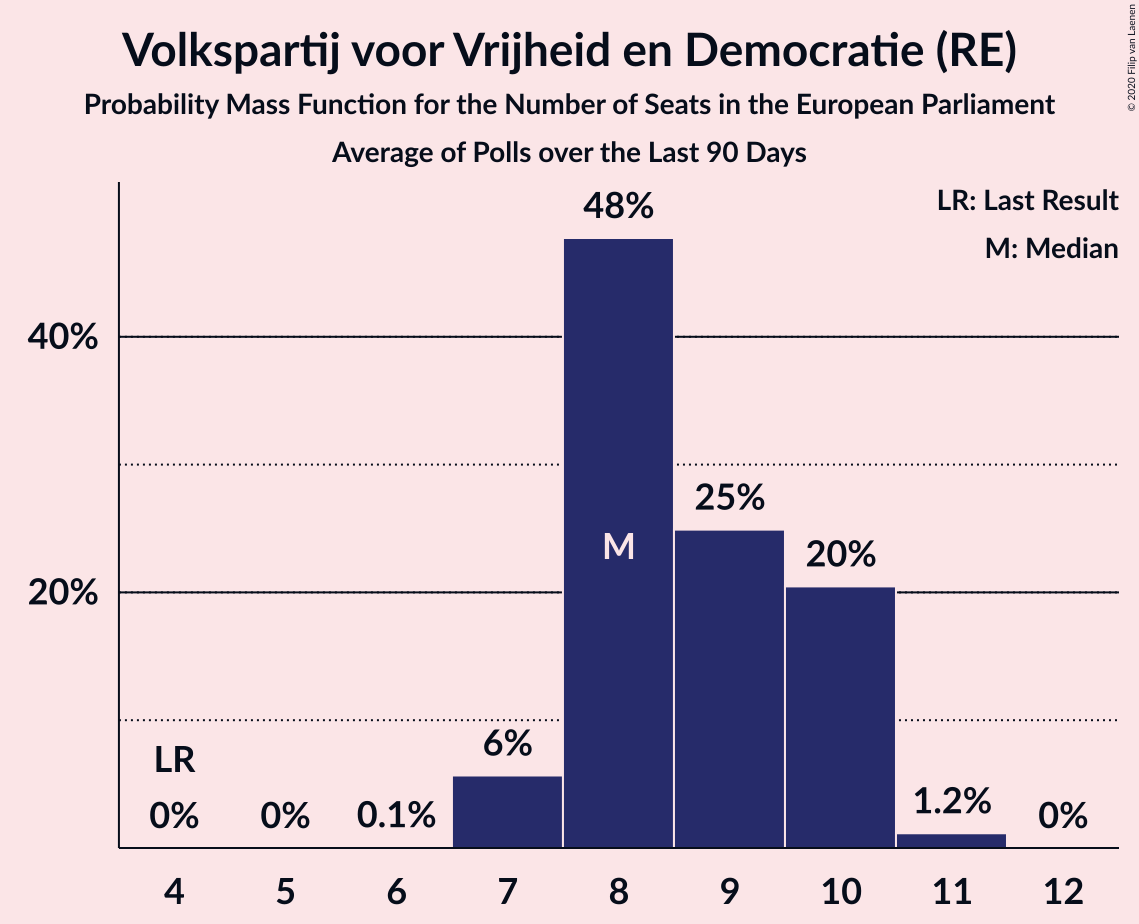 Volkspartij voor Vrijheid en Democratie (RE)
Probability Mass Function for the Number of Seats in the European Parliament
Average of Polls over the Last 90 Days
© 2020 Filip van Laenen
LR: Last Result
M: Median
48%
40%
25%
M
20%
20%
6%
LR
0%
0%
0.1%
1.2%
0%
4 5 6 7 8 9 10 11 12